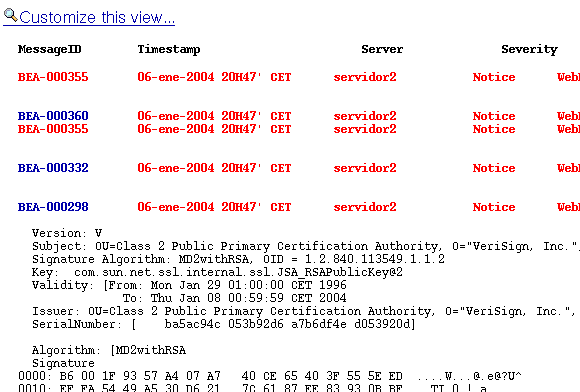 Customize this view...
MessageID Timestamp Server Severity
BEA-000355 06-ene-2004 20H47' CET servidor2 Notice Web
BEA-000360 06-ene-2004 20H47' CET servidor2 Notice Web
BEA-000355 06-ene-2004 20H47' CET servidor2 Notice Web
BEA-000332 06-ene-2004 20H47' CET servidor2 Notice Web
BEA-000298 06-ene-2004 20H47' CET servidor2 Notice Web
Version: V
Subject: OU=Class 2 Public Primary Certification Authority, O="VeriSign, Inc.",
Signature Algorithm: MD2withRSA, OID = 1.2.840.113549.1.1.2
Key: com.sun.net.ssl.internal.ssl.JSA_RSAPublicKey@2
Validity: [From: Mon Jan 29 01:00:00 CET 1996
To: Thu Jan 08 00:59:59 CET 2004
Issuer: OU=Class 2 Public Primary Certification Authority, O="VeriSign, Inc.",
SerialNumber: [ ba5ac94c 053b92d6 a7b6df4e d053920d]
Algorithm: [MD2withRSA
Signature
0000: B6 00 1F 93 57 A4 07 A7 40 CE 65 40 3F 55 5E ED ....W...@.e@?U^